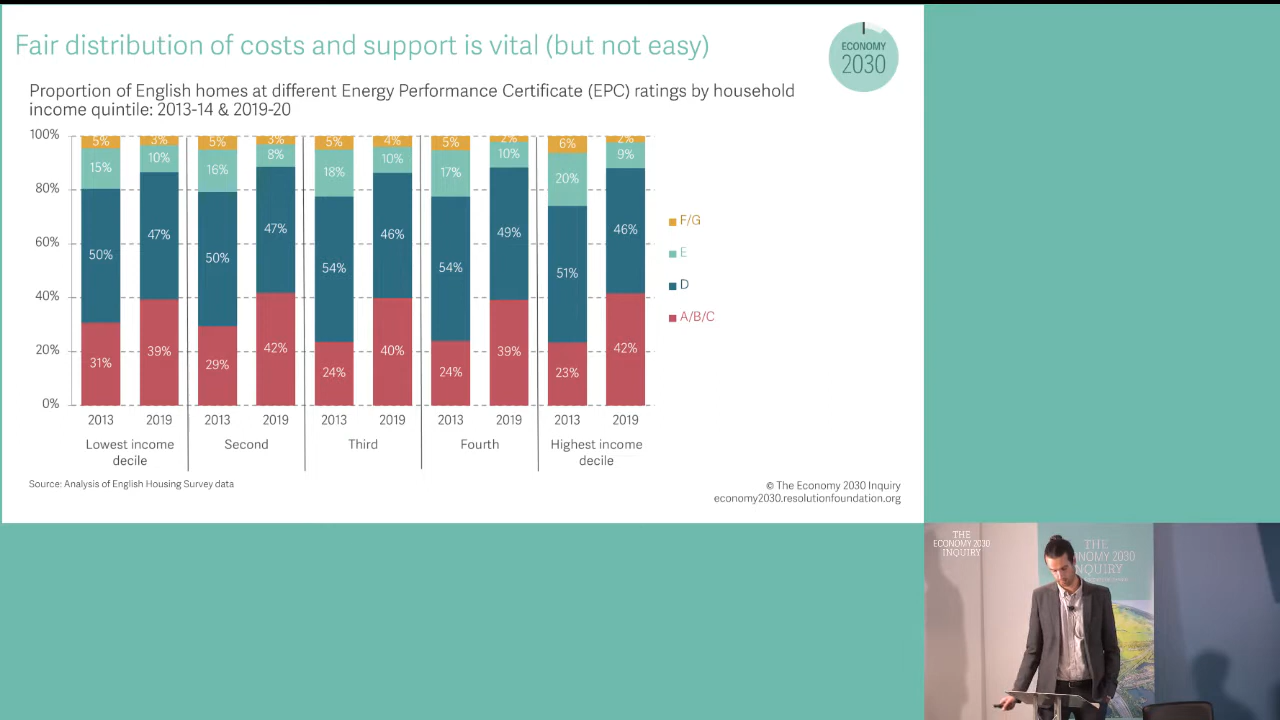 Fair distribution of costs and support is vital (but not easy)
ECONOMY
2030
Proportion of English homes at different Energy Performance Certificate (EPC) ratings by household
income quintile: 2013-14 & 2019-20
100%
80%
60%
40%
20%
0%
5% 3% 5% 3% 5% 4% 5% 2% 6% 2%
15% 10% 16% 8% 18% 10% 17% 10% 20% 9%
50% 47% 50% 47% 54% 46% 54% 49% 51% 46%
31% 39% 29% 42% 24% 40% 24% 39% 23% 42%
2013 2019 2013 2019 2013 2019 2013 2019 2013 2019
Lowest income
decile
Second
Third
Fourth
Highest income
decile
F/G
E
D
A/B/C
Source: Analysis of English Housing Survey data
© The Economy 2030 Inquiry
economy2030.resolutionfoundation.org
THE
ECONOMY 2030
INQUIRY
THE
NOMY 2030
NQUIRY